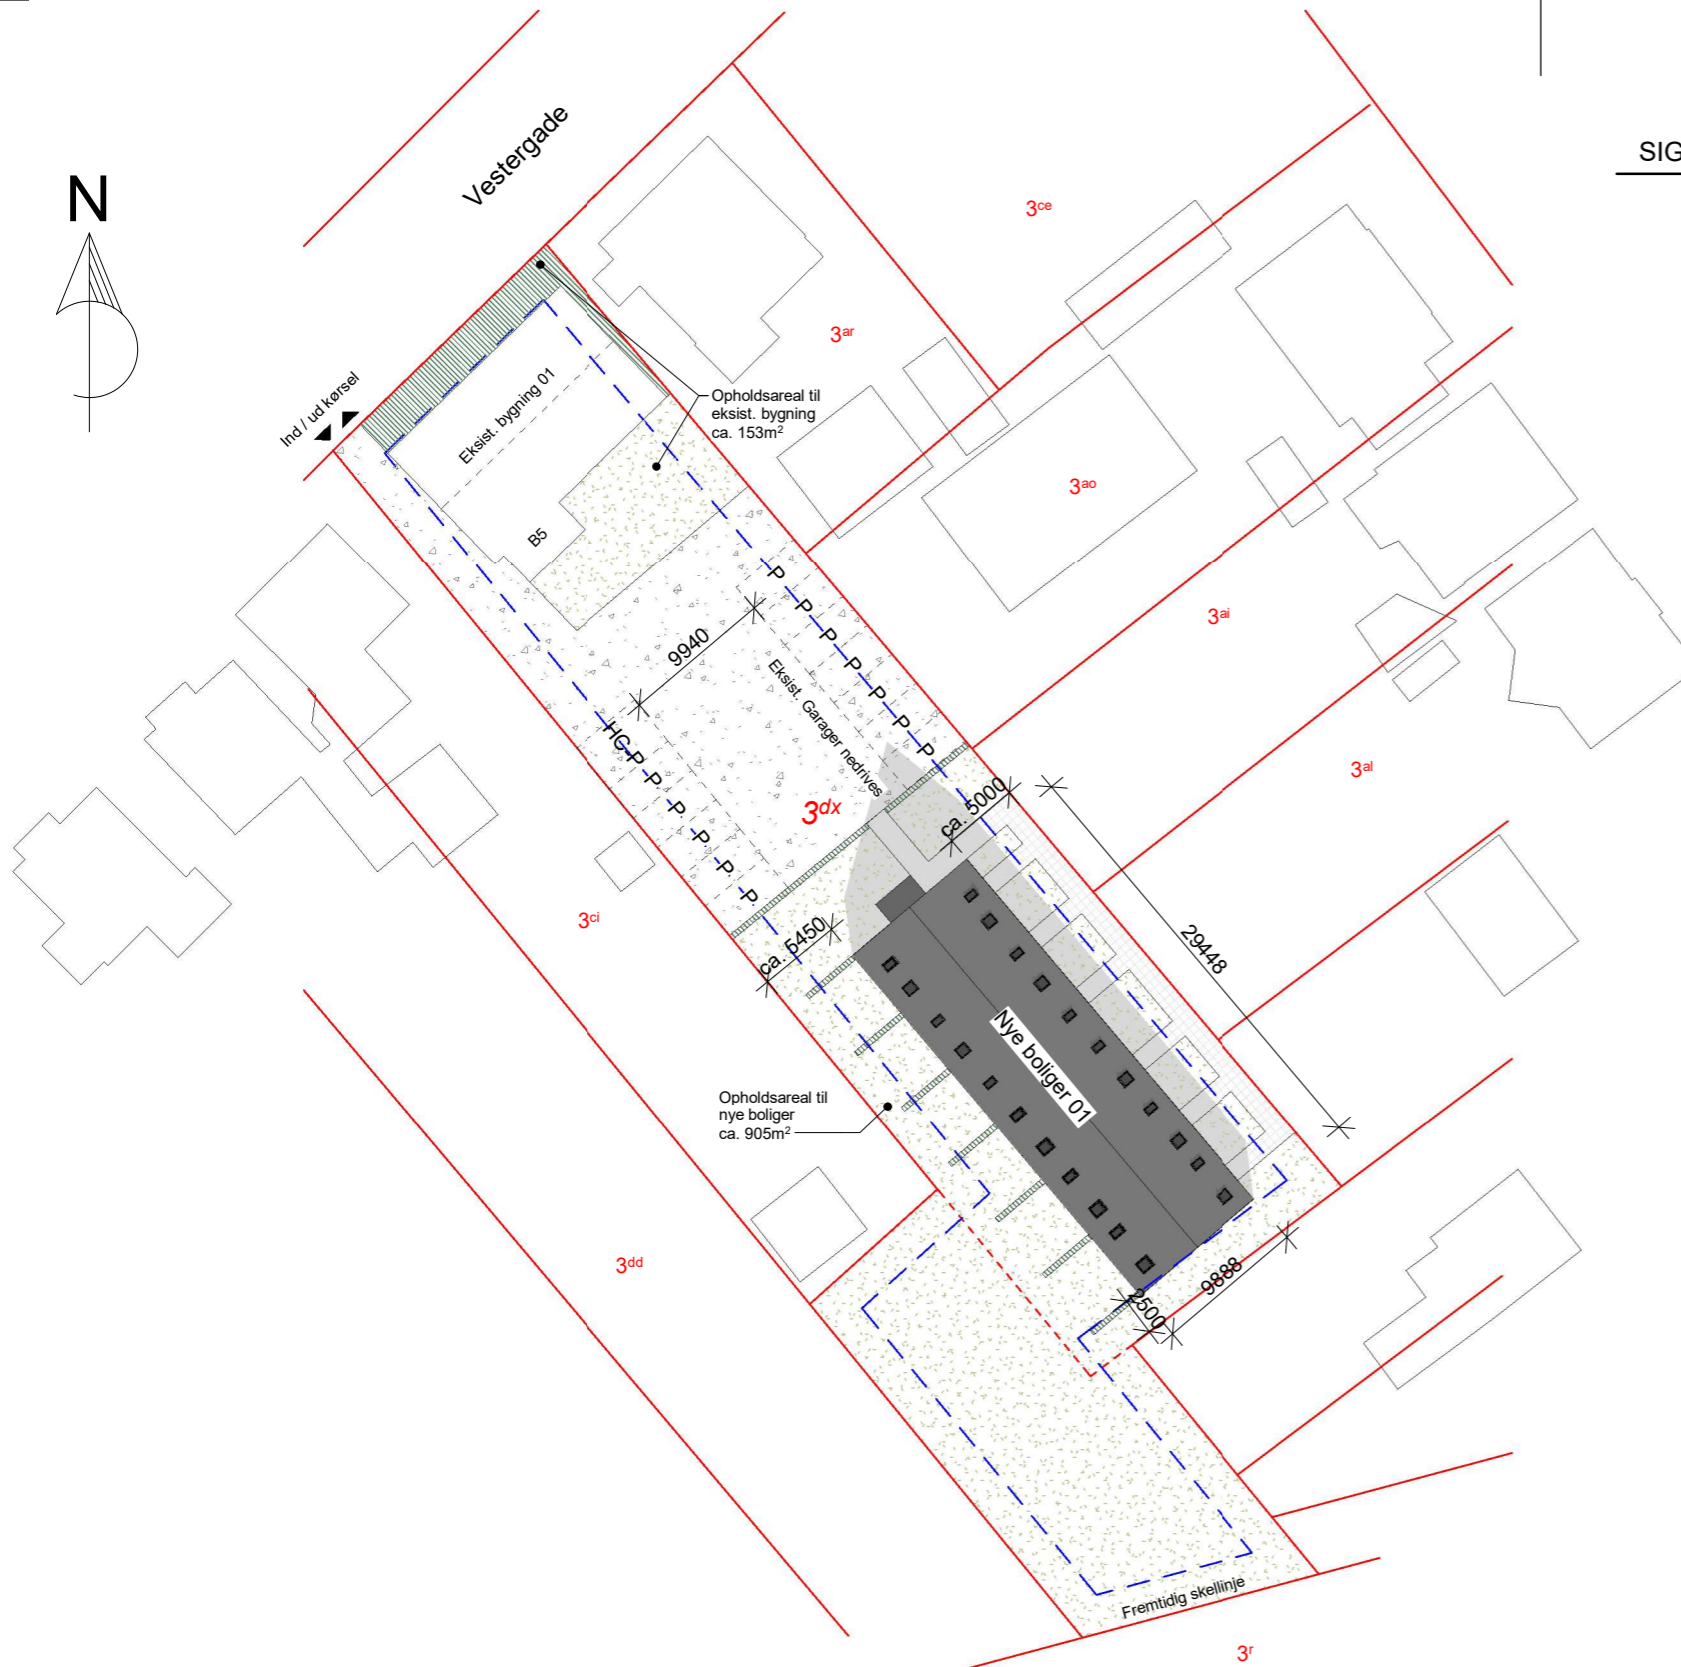 SIG
Vestergade
N
3ce
3ar
Ind / ud kørsel
Eksist. bygning 01
Opholdsareal til
eksist. bygning
ca. 153m²
3ao
B5
P P P P P P P
3ai
9940
Eksist. Garager nedrives
HC P P P P P P
3al
3dx
ca. 5000
3ci
ca. 5450
29448
Nye boliger 01
Opholdsareal til
nye boliger
ca. 905m²
3dd
9888
2500
Fremtidig skellinje
3r